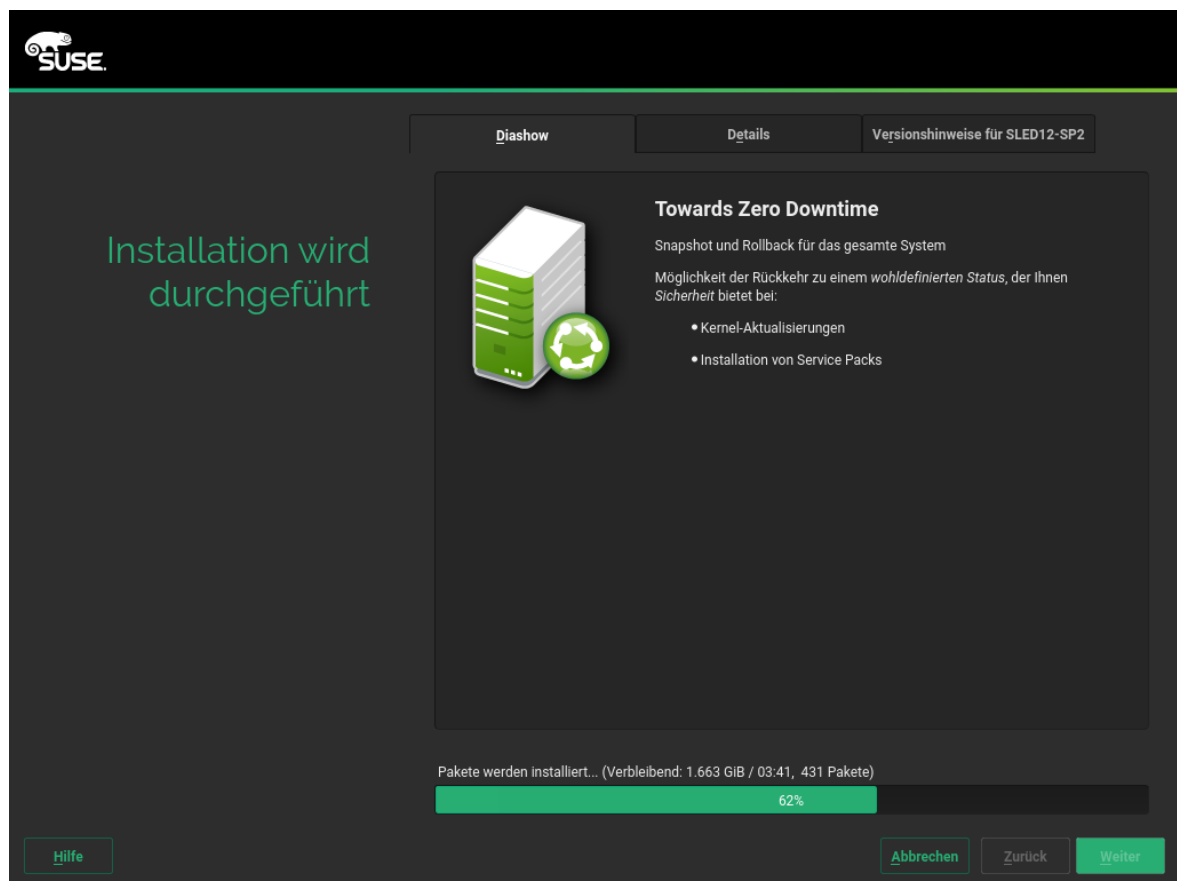 SUSE.
Diashow
Details
Versionshinweise für SLED12-SP2
Installation wird
durchgeführt
Towards Zero Downtime
Snapshot und Rollback für das gesamte System
Möglichkeit der Rückkehr zu einem wohldefinierten Status, der Ihnen
Sicherheit bietet bei:
• Kernel-Aktualisierungen
• Installation von Service Packs
Pakete werden installiert... (Verbleibend: 1.663 GiB / 03:41, 431 Pakete)
62%
Hilfe
Abbrechen
Zurück
Weiter